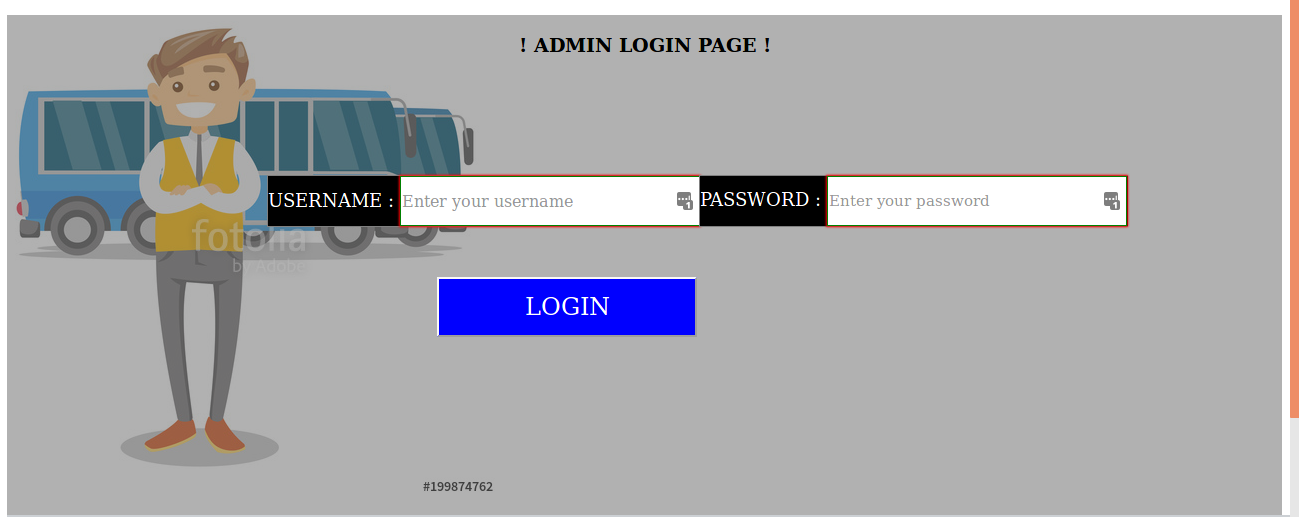 ! ADMIN LOGIN PAGE !
USERNAME : Enter your username PASSWORD : Enter your password
fotolia
by Adobe
LOGIN
#199874762